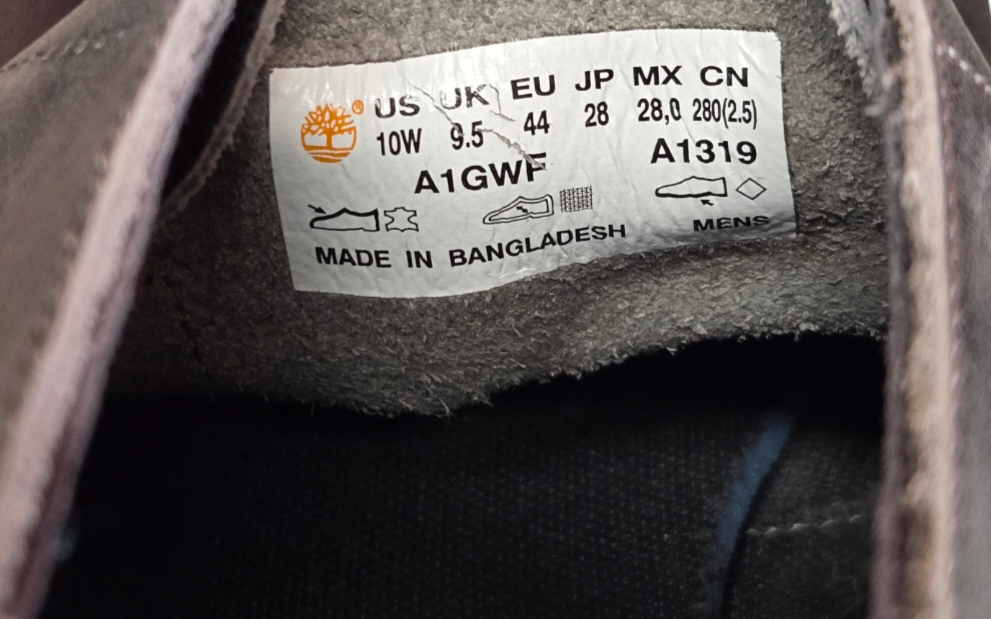 ® US UK EU JP MX CN
10W 9.5 44 28 28,0 280(2.5)
A1GWF A1319
MADE IN BANGLADESH MENS